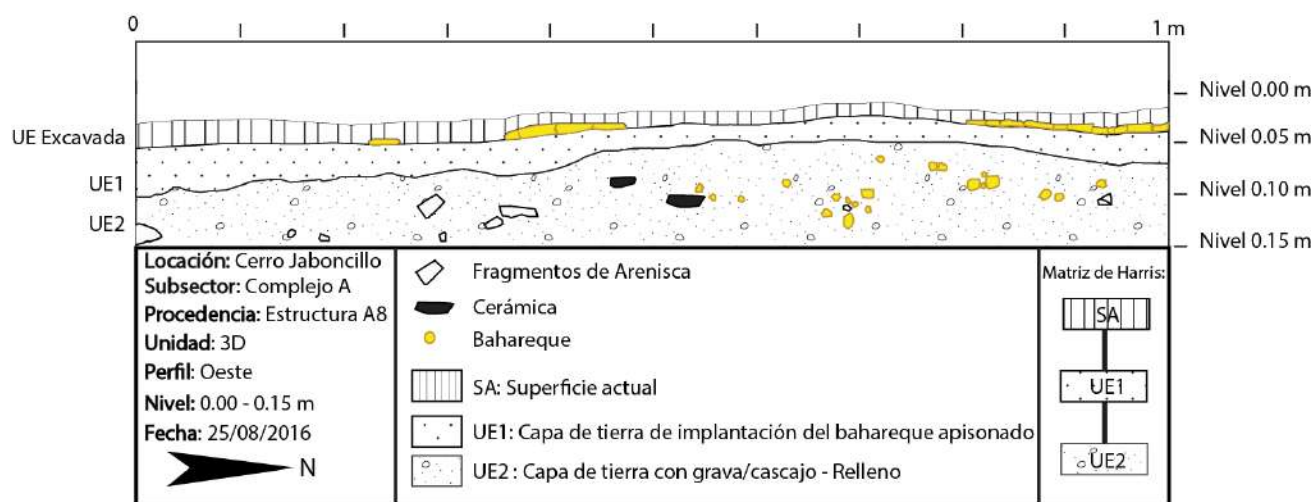 0
1 m
Nivel 0.00 m
UE Excavada
Nivel 0.05 m
UE1
Nivel 0.10 m
UE2
Nivel 0.15 m
Locación: Cerro Jaboncillo
Subsector: Complejo A
Procedencia: Estructura A8
Unidad: 3D
Perfil: Oeste
Nivel: 0.00 - 0.15 m
Fecha: 25/08/2016
N
Fragmentos de Arenisca
Cerámica
Bahareque
SA: Superficie actual
UE1: Capa de tierra de implantación del bahareque apisonado
UE2 : Capa de tierra con grava/cascajo - Relleno
Matriz de Harris:
SA
UE1
UE2